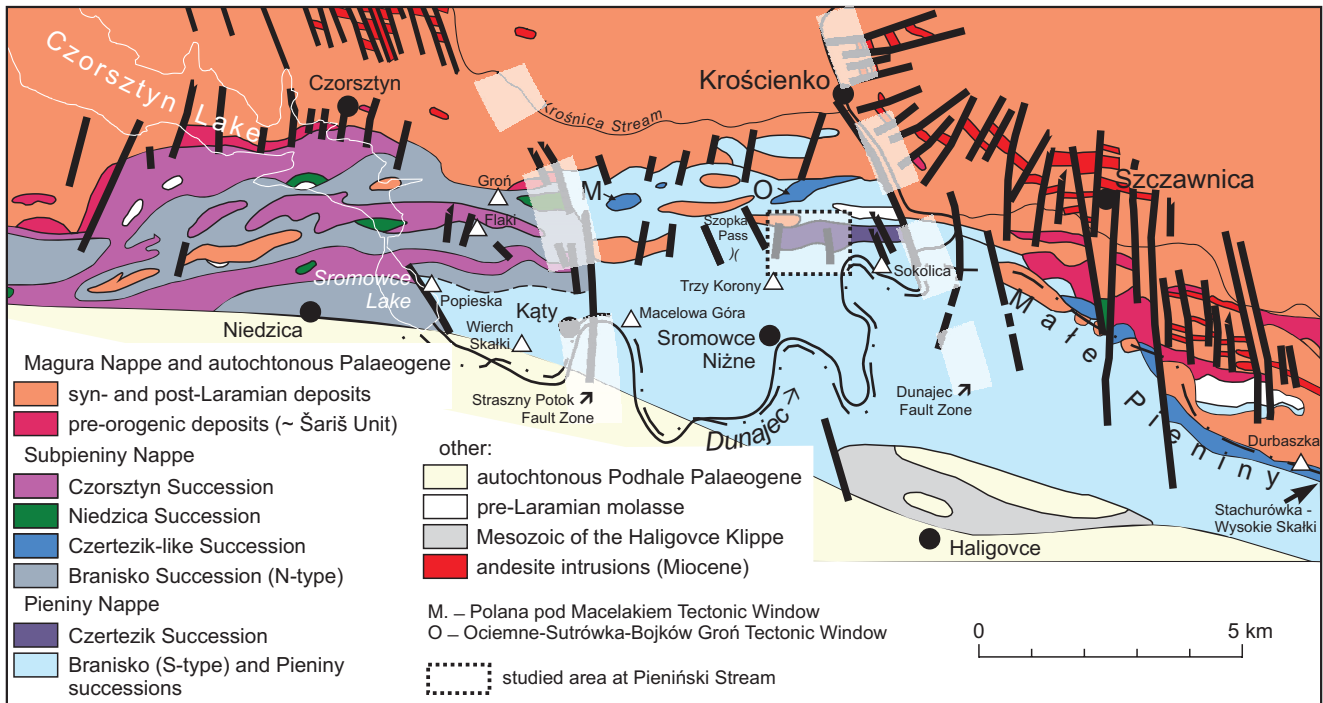 Czorsztyn Lake
Czorsztyn
Krościenko
Krośnica Stream
Szczawnica
Groń
M
O
Flaki
Szopka
Pass
Sokolica
Sromowce
Lake
Popieska
Trzy Korony
Kąty
Macelowa Góra
Niedzica
Wierch
Skałki
Sromowce
Niżne
Małe Pieniny
Straszny Potok
Fault Zone
Dunajec
Dunajec
Fault Zone
Durbaszka
Stachurówka -
Wysokie Skałki
Haligovce
Magura Nappe and autochtonous Palaeogene
syn- and post-Laramian deposits
pre-orogenic deposits (~ Šariš Unit)
Subpieniny Nappe
Czorsztyn Succession
Niedzica Succession
Czertezik-like Succession
Branisko Succession (N-type)
Pieniny Nappe
Czertezik Succession
Branisko (S-type) and Pieniny
successions
other:
autochtonous Podhale Palaeogene
pre-Laramian molasse
Mesozoic of the Haligovce Klippe
andesite intrusions (Miocene)
M. – Polana pod Macelakiem Tectonic Window
O – Ociemne-Sutrówka-Bojków Groń Tectonic Window
studied area at Pieniński Stream
0 5 km